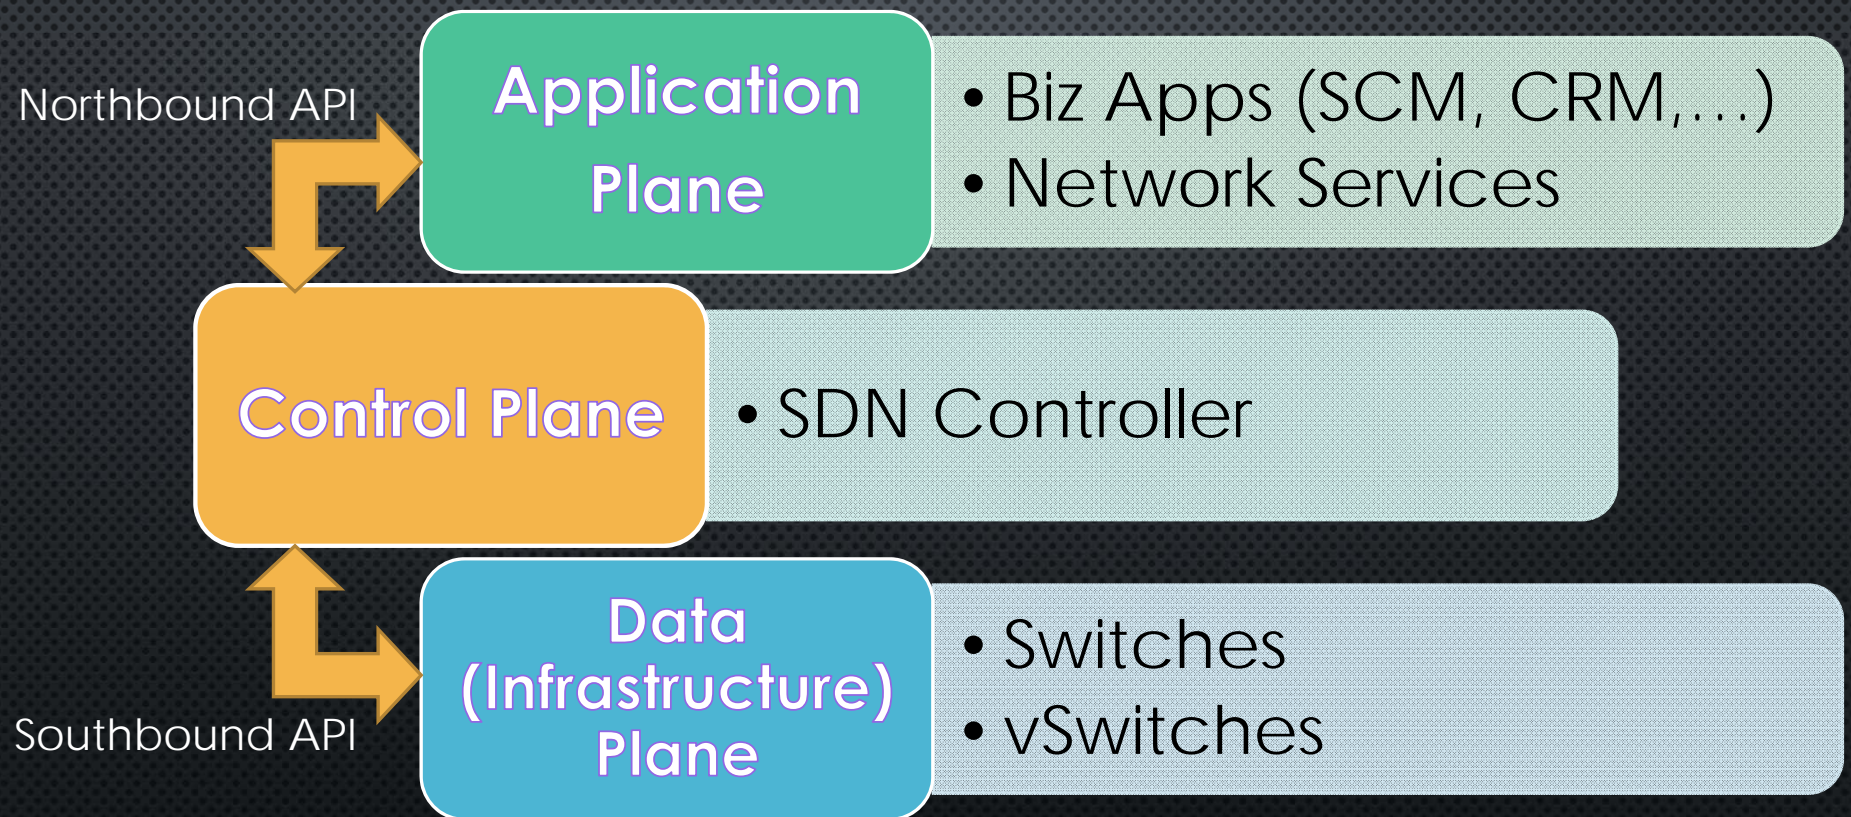 Northbound API
Application
Plane
• Biz Apps (SCM, CRM,...)
• Network Services
Control Plane
• SDN Controller
Southbound API
Data
(Infrastructure)
Plane
• Switches
• vSwitches